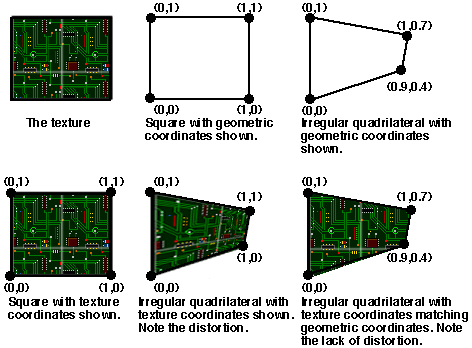 (0,1) (1,1) (0,1)
(1,0.7)
(0.9,0.4)
(0,0) (1,0) (0,0)
The texture Square with geometric Irregular quadrilateral with
coordinates shown. geometric coordinates
shown.
(0,1) (1,1) (0,1) (0,1)
(1,1) (1,0.7)
(1,0) (0.9,0.4)
(0,0) (1,0) (0,0) (0,0)
Square with texture Irregular quadrilateral with Irregular quadrilateral with
coordinates shown. texture coordinates shown. texture coordinates matching
Note the distortion. geometric coordinates. Note
the lack of distortion.